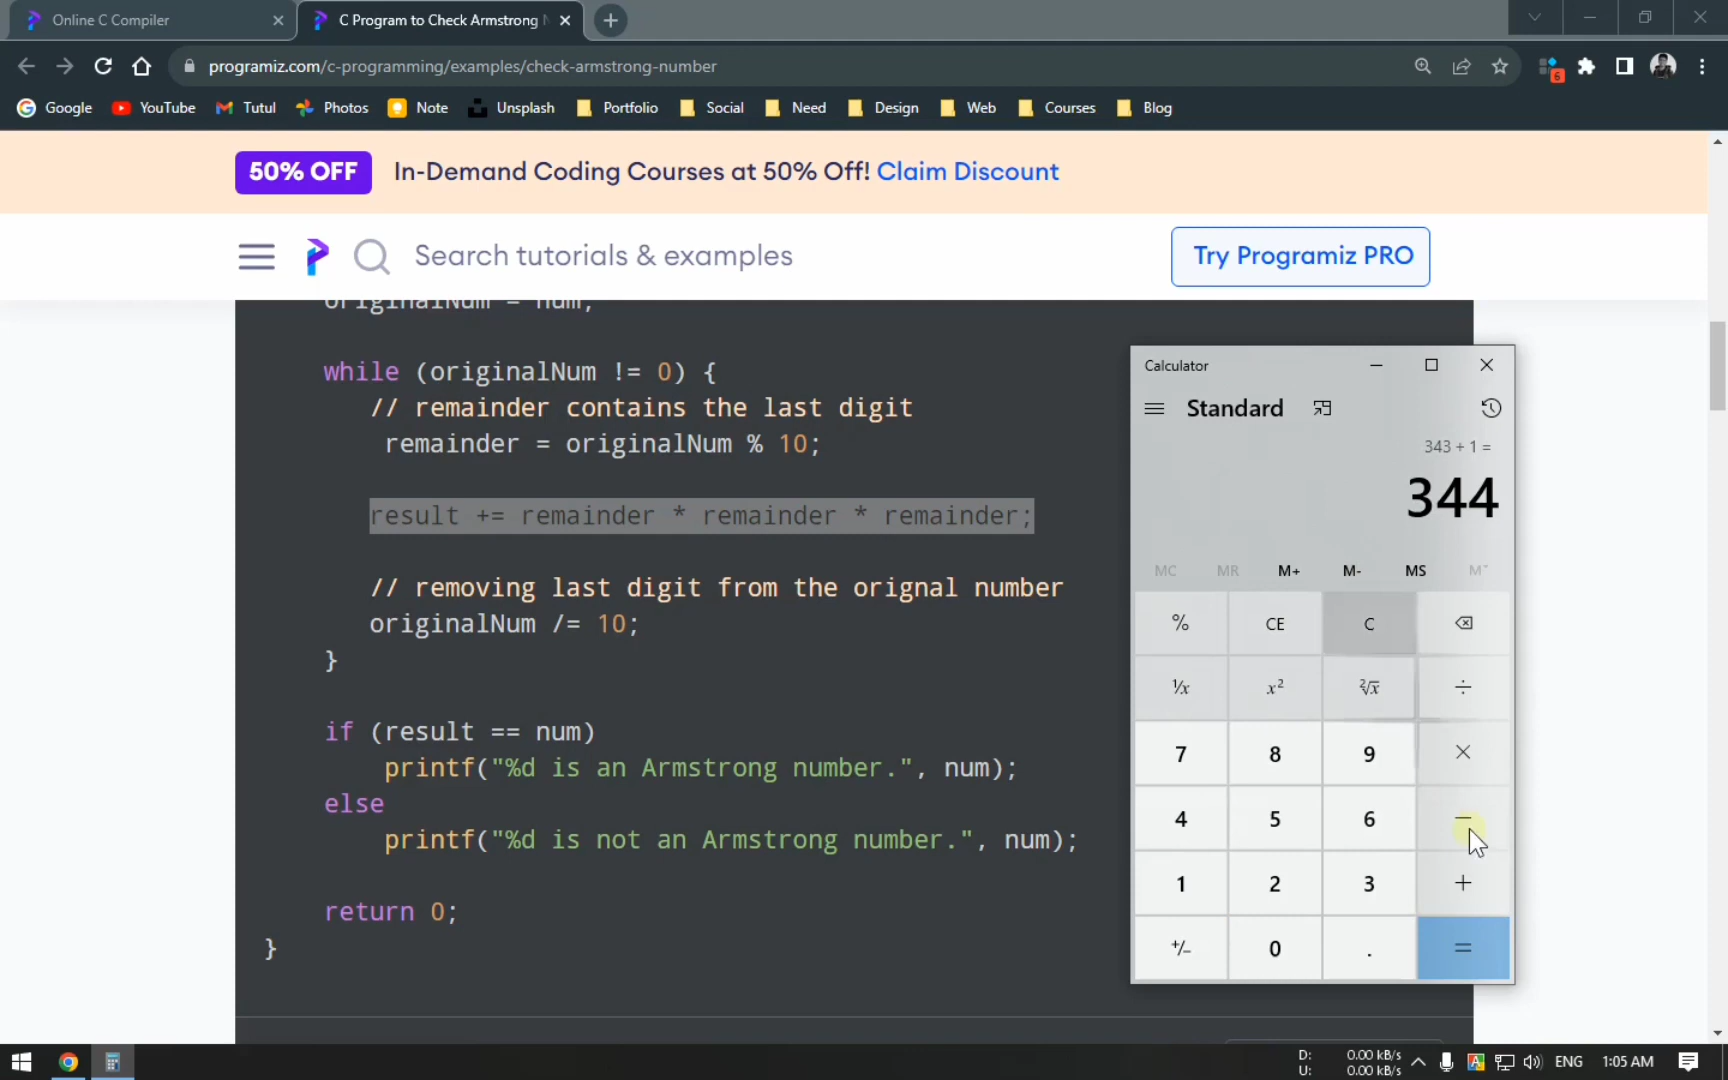 Online C Compiler
C Program to Check Armstrong
programiz.com/c-programming/examples/check-armstrong-number
6
Google YouTube Tutul Photos Note Unsplash Portfolio Social Need Design Web Courses Blog
50% OFF In-Demand Coding Courses at 50% Off! Claim Discount
Search tutorials & examples
Try Programiz PRO
originalNum = num;
while (originalNum != 0) {
// remainder contains the last digit
remainder = originalNum % 10;
result += remainder * remainder * remainder;
// removing last digit from the orignal number
originalNum /= 10;
}
if (result == num)
printf("%d is an Armstrong number.", num);
else
printf("%d is not an Armstrong number.", num);
return 0;
}
Calculator
Standard
343 + 1 =
344
MC MR M+ M- MS M˅
% CE C
¹/x x² ²√x ÷
7 8 9 ×
4 5 6 −
1 2 3 +
+/− 0 . =
D: 0.00 kB/s
U: 0.00 kB/s
A
ENG
1:05 AM